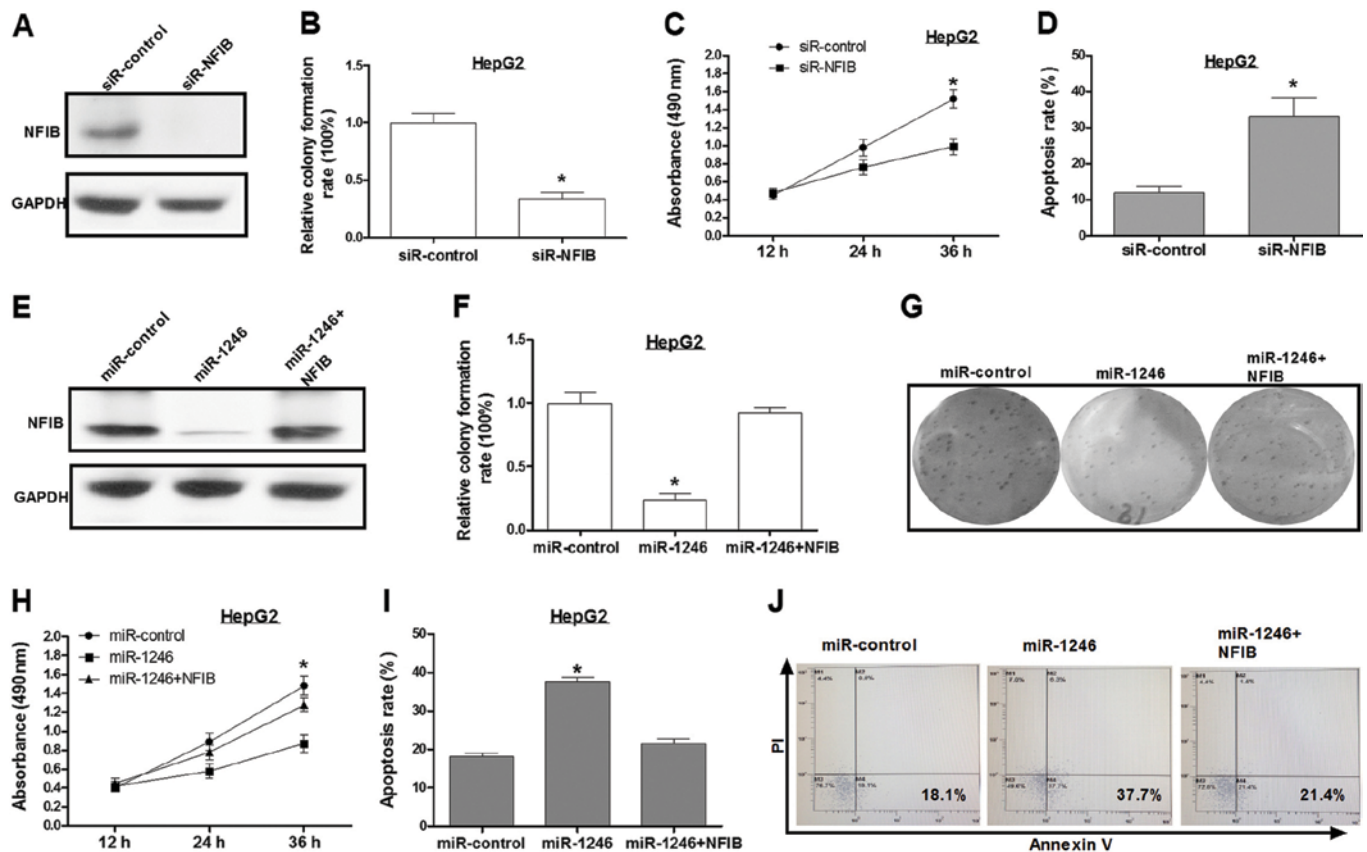 A
siR-control
siR-NFIB
NFIB
GAPDH
B
HepG2
Relative colony formation
rate (100%)
1.5
1.0
0.5
0.0
siR-control
siR-NFIB
*
C
HepG2
siR-control
siR-NFIB
Absorbance (490 nm)
2.0
1.8
1.6
1.4
1.2
1.0
0.8
0.6
0.4
0.2
0.0
12 h
24 h
36 h
*
D
HepG2
Apoptosis rate (%)
50
40
30
20
10
0
siR-control
siR-NFIB
*
E
miR-control
miR-1246
miR-1246+
NFIB
NFIB
GAPDH
F
HepG2
Relative colony formation
rate (100%)
1.5
1.0
0.5
0.0
miR-control
miR-1246
miR-1246+NFIB
*
G
miR-control
miR-1246
miR-1246+
NFIB
H
HepG2
miR-control
miR-1246
miR-1246+NFIB
Absorbance (490 nm)
2.0
1.8
1.6
1.4
1.2
1.0
0.8
0.6
0.4
0.2
0.0
12 h
24 h
36 h
*
I
HepG2
Apoptosis rate (%)
50
40
30
20
10
0
miR-control
miR-1246
miR-1246+NFIB
*
J
miR-control
miR-1246
miR-1246+
NFIB
PI
18.1%
37.7%
21.4%
Annexin V